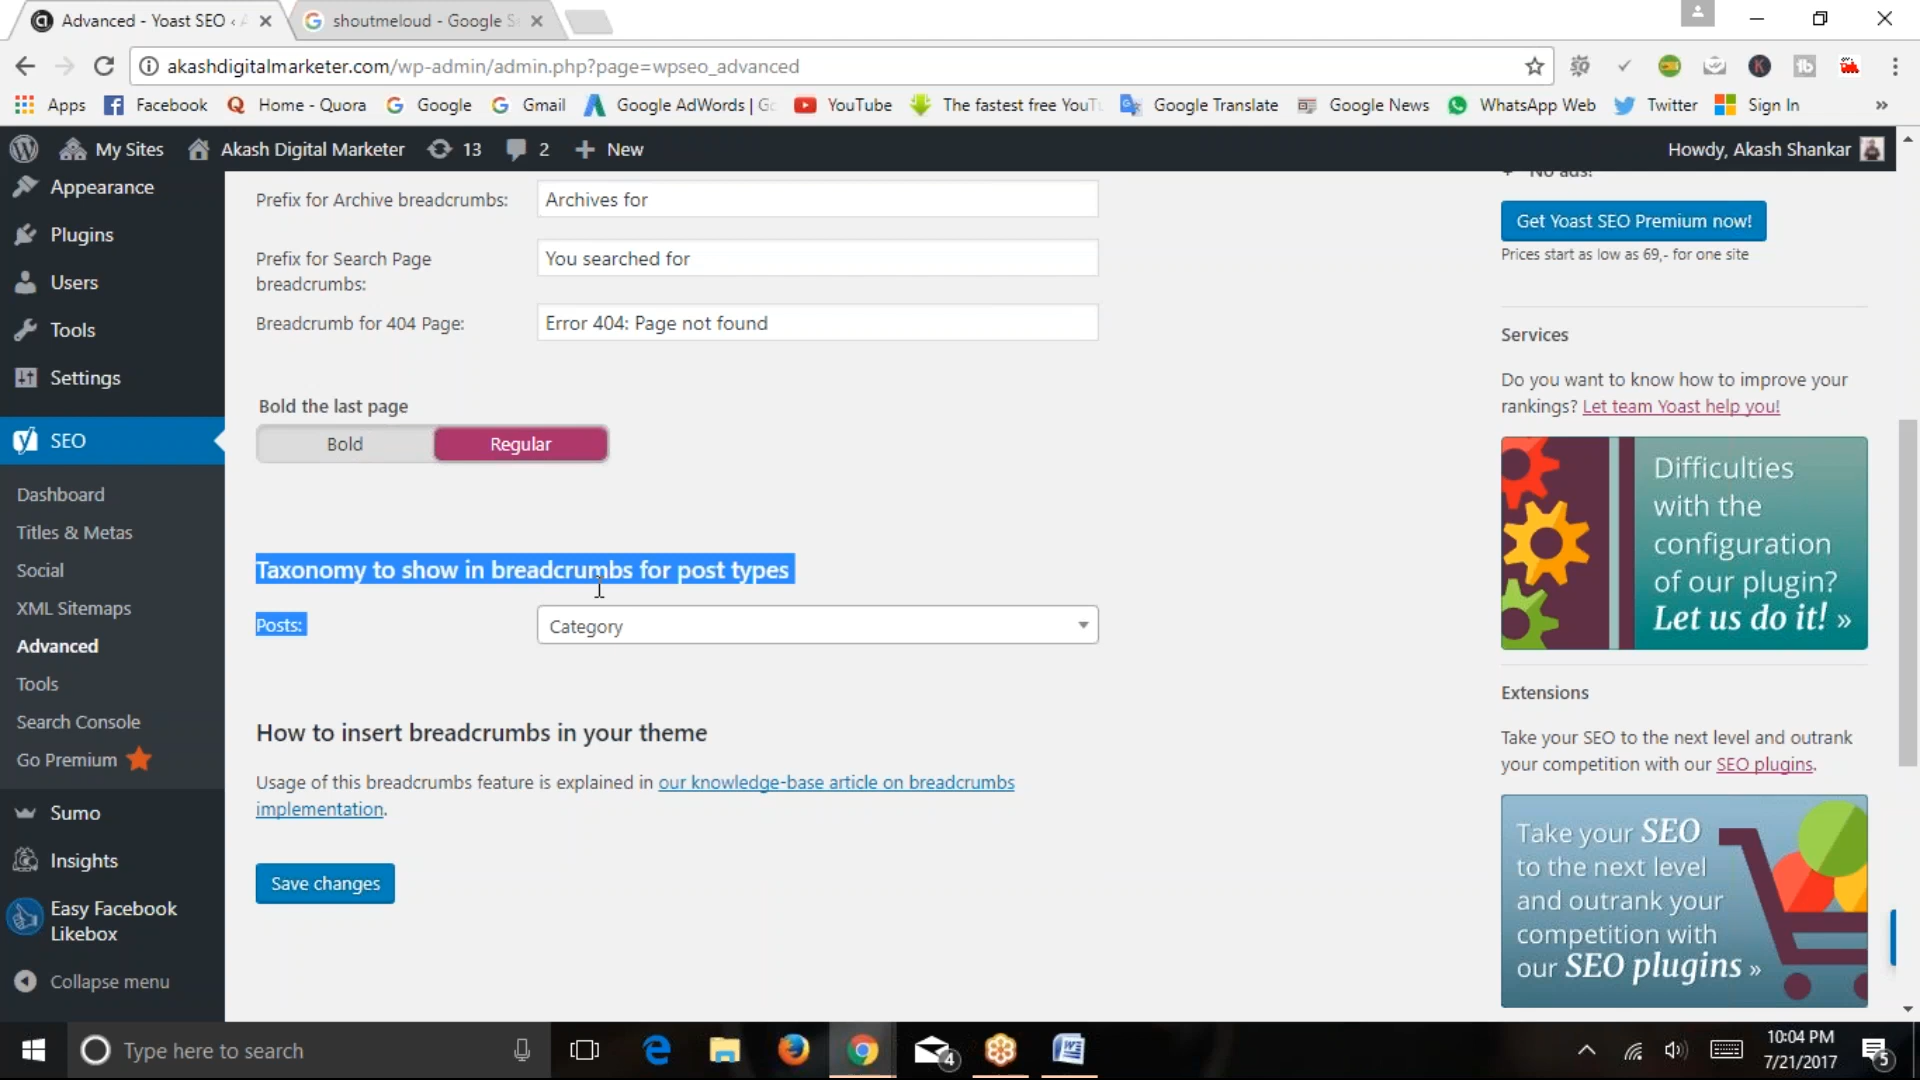 Advanced - Yoast SEO ‹
shoutmeloud - Google S
akashdigitalmarketer.com/wp-admin/admin.php?page=wpseo_advanced
Apps
Facebook
Home - Quora
Google
Gmail
Google AdWords | Go
YouTube
The fastest free YouT
Google Translate
Google News
WhatsApp Web
Twitter
Sign In
»
My Sites
Akash Digital Marketer
13
2
New
Howdy, Akash Shankar
Appearance
Plugins
Users
Tools
Settings
SEO
Dashboard
Titles & Metas
Social
XML Sitemaps
Advanced
Tools
Search Console
Go Premium
Sumo
Insights
Easy Facebook
Likebox
Collapse menu
Prefix for Archive breadcrumbs:
Archives for
Prefix for Search Page
breadcrumbs:
You searched for
Breadcrumb for 404 Page:
Error 404: Page not found
Bold the last page
Bold
Regular
Taxonomy to show in breadcrumbs for post types
Posts:
Category
How to insert breadcrumbs in your theme
Usage of this breadcrumbs feature is explained in our knowledge-base article on breadcrumbs
implementation.
Save changes
No ads!
Get Yoast SEO Premium now!
Prices start as low as 69,- for one site
Services
Do you want to know how to improve your
rankings? Let team Yoast help you!
Difficulties
with the
configuration
of our plugin?
Let us do it! »
Extensions
Take your SEO to the next level and outrank
your competition with our SEO plugins.
Take your SEO
to the next level
and outrank your
competition with
our SEO plugins »
Type here to search
4
10:04 PM
7/21/2017
5